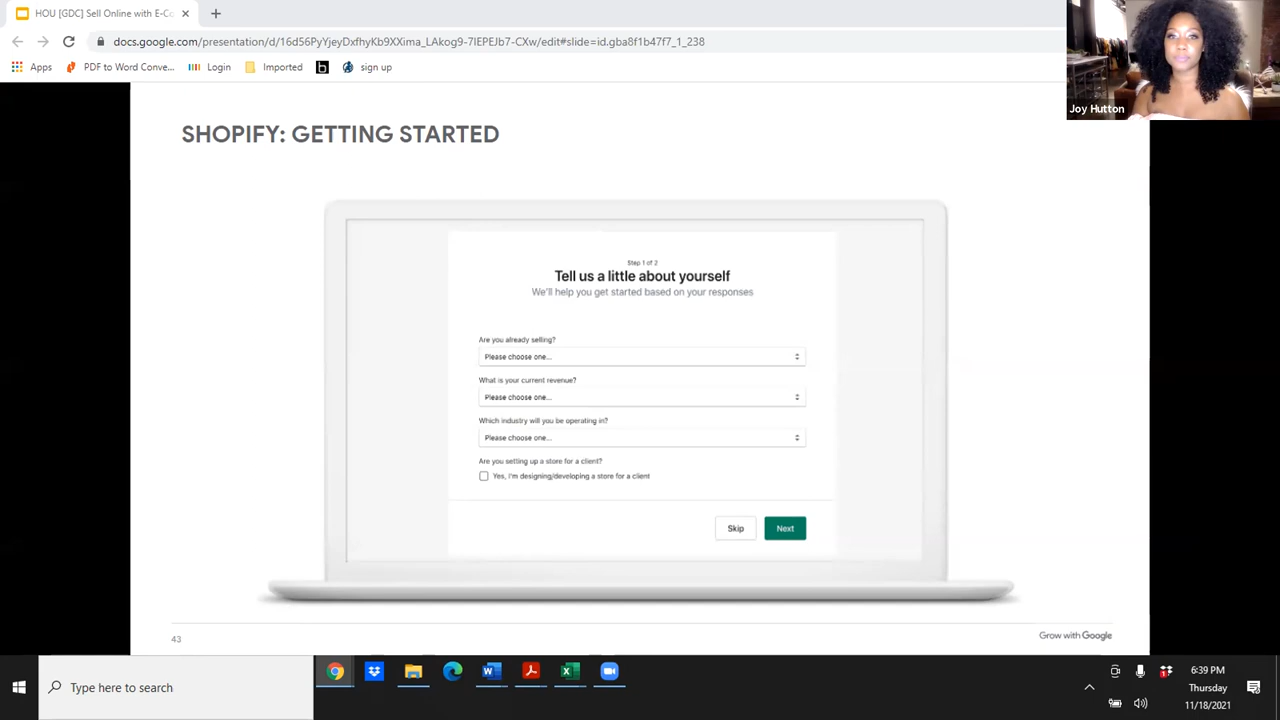 HOU [GDC] Sell Online with E-Co
docs.google.com/presentation/d/16d56PyYjeyDxfhyKb9XXima_LAkog9-7lEPEJb7-CXw/edit#slide=id.gba8f1b47f7_1_238
Apps PDF to Word Conve... Login Imported sign up
Joy Hutton
SHOPIFY: GETTING STARTED
Step 1 of 2
Tell us a little about yourself
We'll help you get started based on your responses
Are you already selling?
Please choose one...
What is your current revenue?
Please choose one...
Which industry will you be operating in?
Please choose one...
Are you setting up a store for a client?
Yes, I'm designing/developing a store for a client
Skip Next
43
Grow with Google
Type here to search
6:39 PM
Thursday
11/18/2021